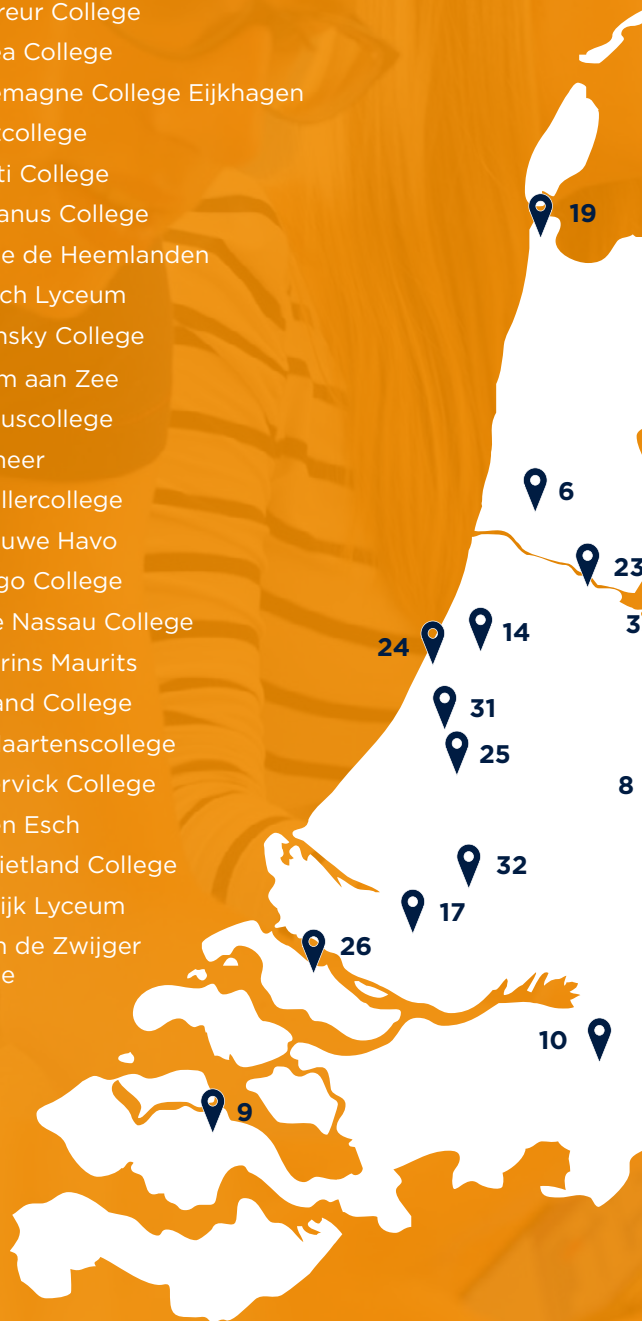 reur College
a College
magne College Eijkhagen
college
ti College
anus College
e de Heemlanden
ch Lyceum
nsky College
m aan Zee
uscollege
neer
llercollege
uwe Havo
go College
e Nassau College
rins Maurits
and College
aartenscollege
rvick College
n Esch
ietland College
ijk Lyceum
n de Zwijger
e
19
6
23
3
14
24
31
25
8
32
17
26
10
9